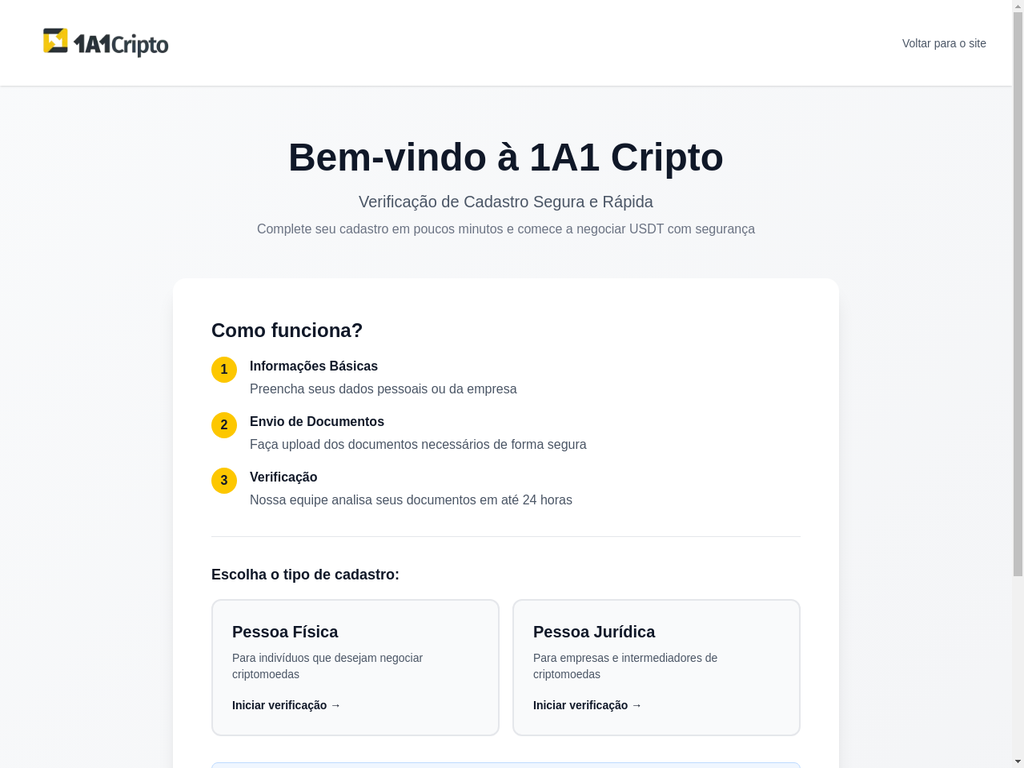 1A1Cripto
Voltar para o site
Bem-vindo à 1A1 Cripto
Verificação de Cadastro Segura e Rápida
Complete seu cadastro em poucos minutos e comece a negociar USDT com segurança
Como funciona?
1
Informações Básicas
Preencha seus dados pessoais ou da empresa
2
Envio de Documentos
Faça upload dos documentos necessários de forma segura
3
Verificação
Nossa equipe analisa seus documentos em até 24 horas
Escolha o tipo de cadastro:
Pessoa Física
Para indivíduos que desejam negociar
criptomoedas
Iniciar verificação →
Pessoa Jurídica
Para empresas e intermediadores de
criptomoedas
Iniciar verificação →